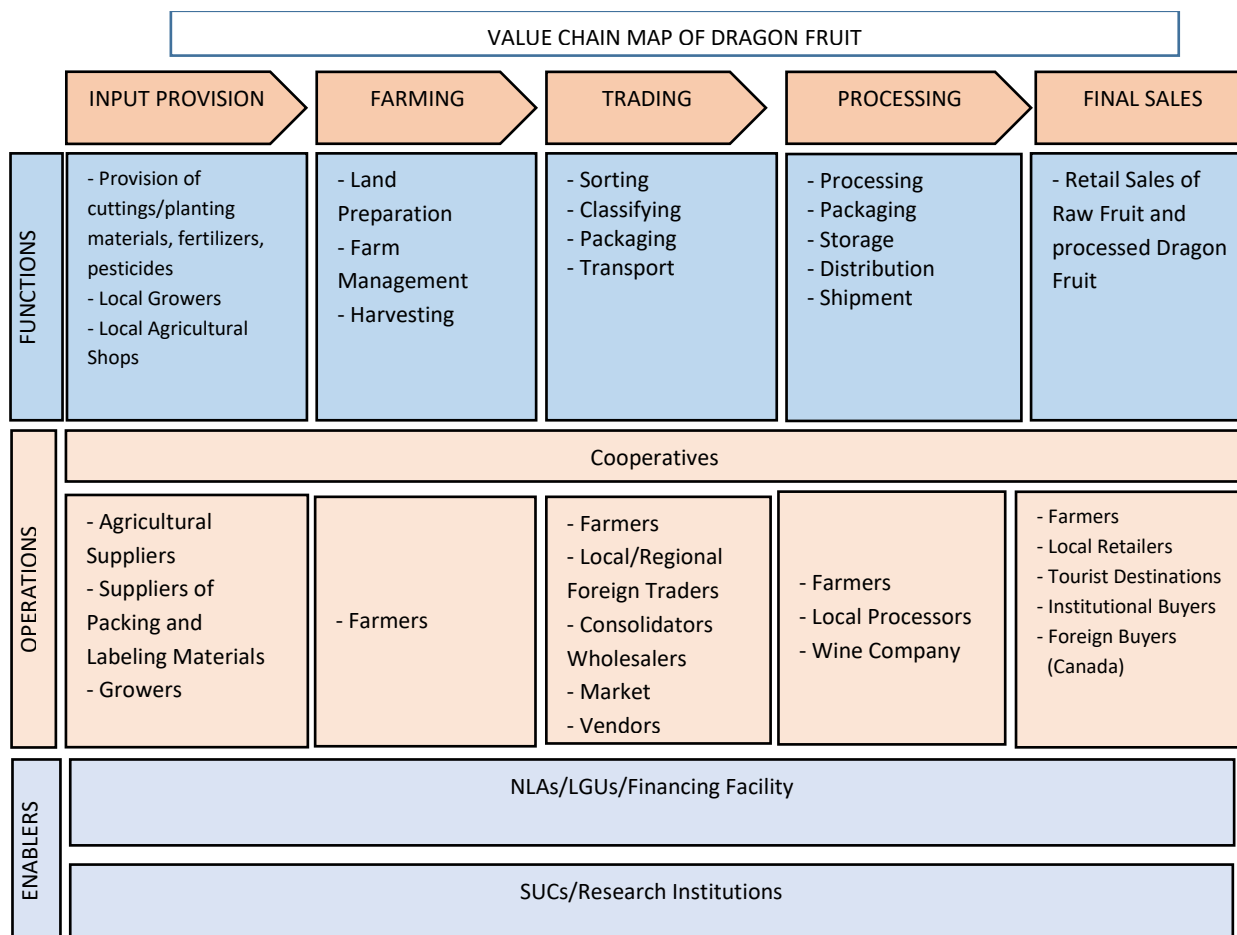 VALUE CHAIN MAP OF DRAGON FRUIT
INPUT PROVISION
FARMING
TRADING
PROCESSING
FINAL SALES
FUNCTIONS
- Provision of
cuttings/planting
materials, fertilizers,
pesticides
- Local Growers
- Local Agricultural
Shops
- Land
Preparation
- Farm
Management
- Harvesting
- Sorting
- Classifying
- Packaging
- Transport
- Processing
- Packaging
- Storage
- Distribution
- Shipment
- Retail Sales of
Raw Fruit and
processed Dragon
Fruit
OPERATIONS
Cooperatives
- Agricultural
Suppliers
- Suppliers of
Packing and
Labeling Materials
- Growers
- Farmers
- Farmers
- Local/Regional
Foreign Traders
- Consolidators
Wholesalers
- Market
- Vendors
- Farmers
- Local Processors
- Wine Company
- Farmers
- Local Retailers
- Tourist Destinations
- Institutional Buyers
- Foreign Buyers
(Canada)
ENABLERS
NLAs/LGUs/Financing Facility
SUCs/Research Institutions